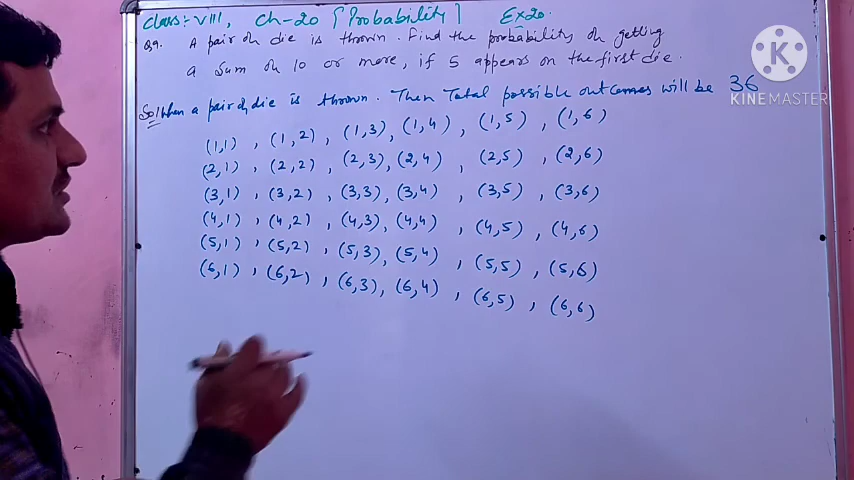 Class:- VIII, Ch-20 [Probability] Ex20.
Q9. A pair of die is thrown. Find the probability of getting
a sum of 10 or more, if 5 appears on the first die.
Sol When a pair of die is thrown. Then Total possible outcomes will be 36
(1,1) , (1,2) , (1,3) , (1,4) , (1,5) , (1,6)
(2,1) , (2,2) , (2,3) , (2,4) , (2,5) , (2,6)
(3,1) , (3,2) , (3,3) , (3,4) , (3,5) , (3,6)
(4,1) , (4,2) , (4,3) , (4,4) , (4,5) , (4,6)
(5,1) , (5,2) , (5,3) , (5,4) , (5,5) , (5,6)
(6,1) , (6,2) , (6,3) , (6,4) , (6,5) , (6,6)
KINEMASTER